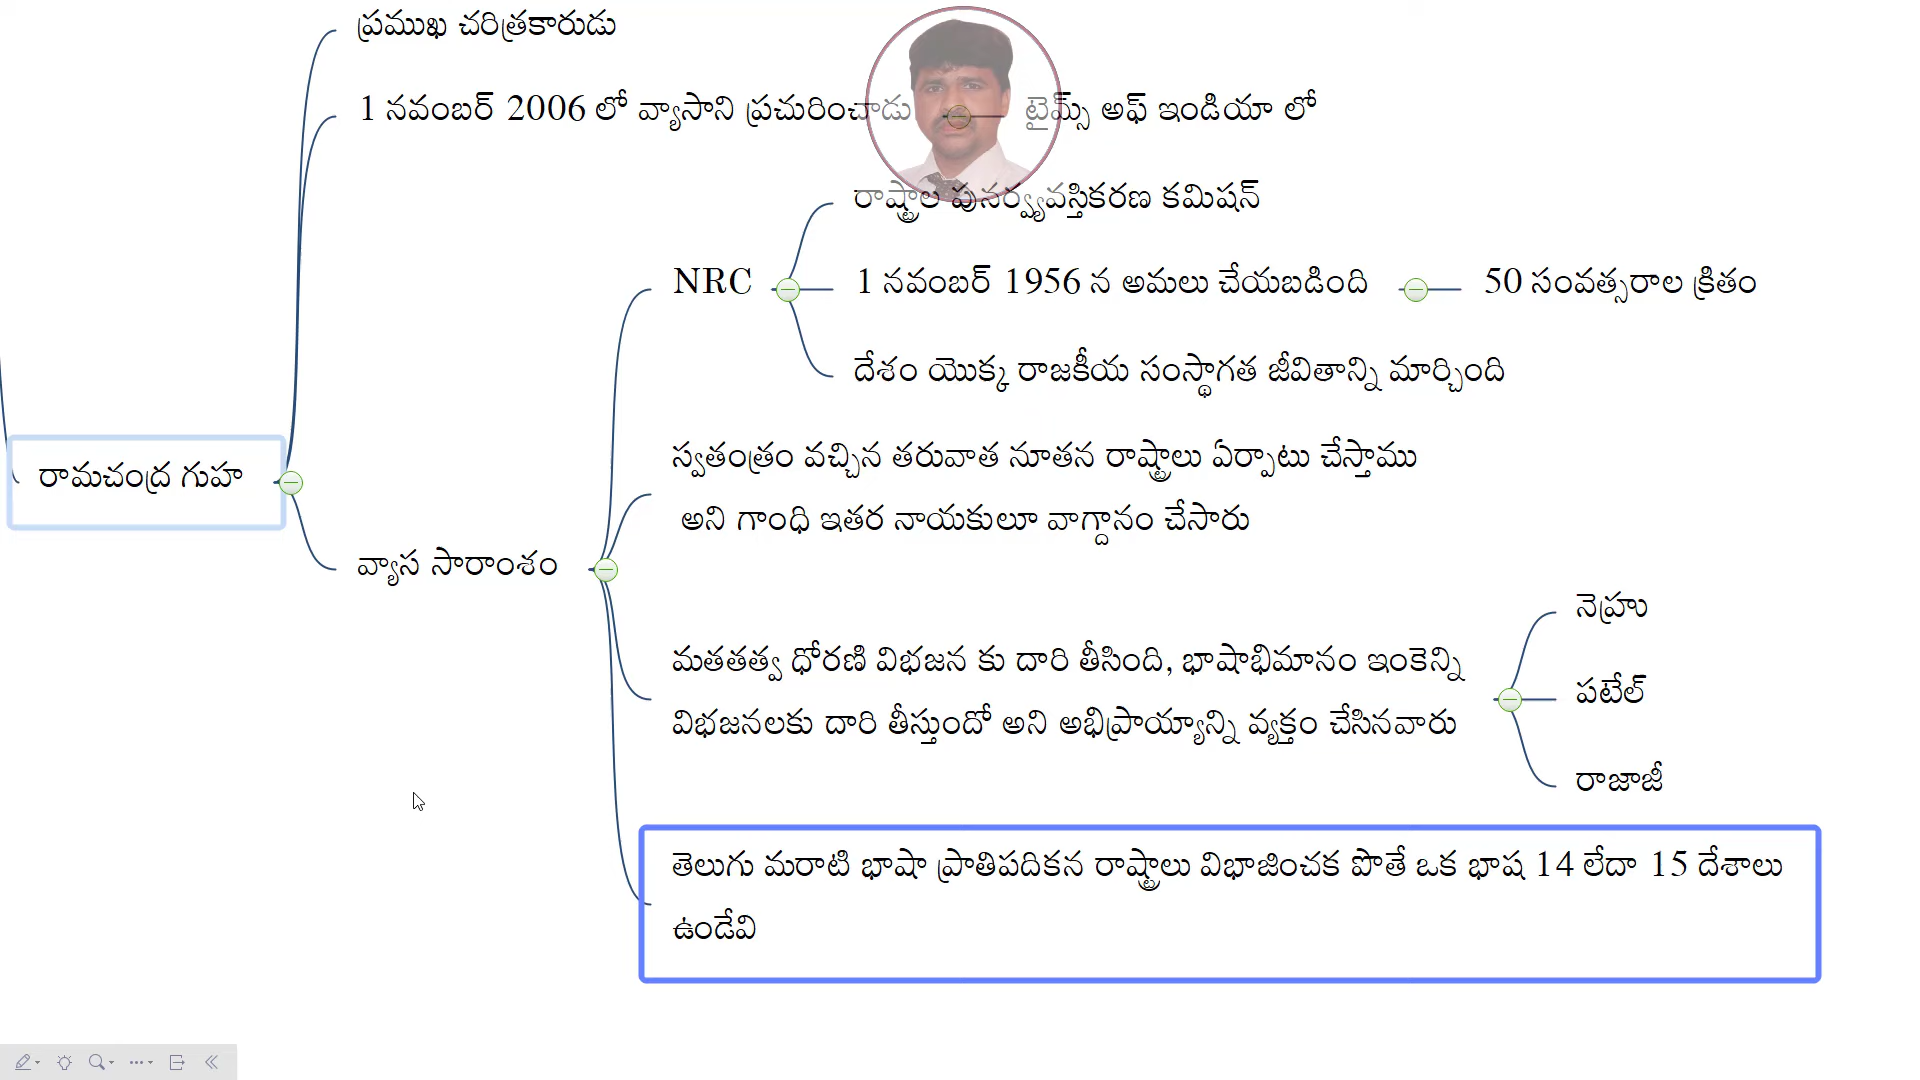 ప్రముఖ చరిత్రకారుడు
1 నవంబర్ 2006 లో వ్యాసాని ప్రచురించాడు
టైమ్స్ అఫ్ ఇండియా లో
రాష్ట్రాల పునర్వ్యవస్తికరణ కమిషన్
NRC
1 నవంబర్ 1956 న అమలు చేయబడింది
50 సంవత్సరాల క్రితం
దేశం యొక్క రాజకీయ సంస్థాగత జీవితాన్ని మార్చింది
రామచంద్ర గుహ
స్వతంత్రం వచ్చిన తరువాత నూతన రాష్ట్రాలు ఏర్పాటు చేస్తాము
అని గాంధి ఇతర నాయకులూ వాగ్దానం చేసారు
వ్యాస సారాంశం
మతతత్వ ధోరణి విభజన కు దారి తీసింది, భాషాభిమానం ఇంకెన్ని
విభజనలకు దారి తీస్తుందో అని అభిప్రాయ్యాన్ని వ్యక్తం చేసినవారు
నెహ్రు
పటేల్
రాజాజీ
తెలుగు మరాటి భాషా ప్రాతిపదికన రాష్ట్రాలు విభాజించక పొతే ఒక భాష 14 లేదా 15 దేశాలు
ఉండేవి